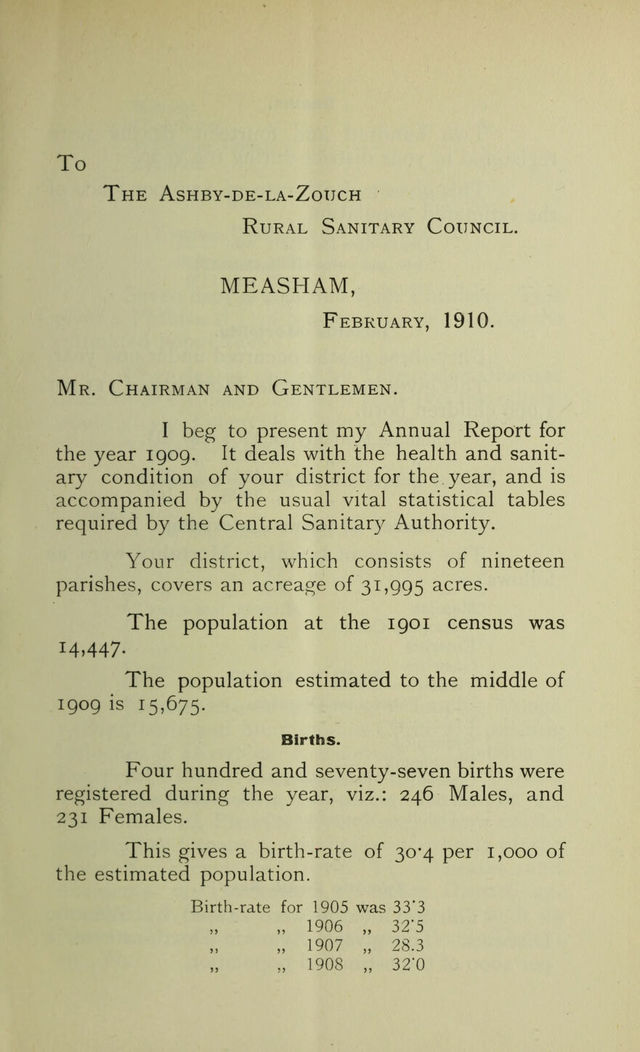 To
The Ashby-de-la-Zouch
Rural Sanitary Council.
MEASHAM,
February, 1910.
Mr. Chairman and Gentlemen.
I beg to present my Annual Report for
the year 1909. It deals with the health and sanit-
ary condition of your district for the year, and is
accompanied by the usual vital statistical tables
required by the Central Sanitary Authority.
Your district, which consists of nineteen
parishes, covers an acreage of 31,995 acres.
The population at the 1901 census was
14,447.
The population estimated to the middle of
1909 is 15,675.
Births.
Four hundred and seventy-seven births were
registered during the year, viz.: 246 Males, and
231 Females.
This gives a birth-rate of 30·4 per 1,000 of
the estimated population.
Birth-rate for 1905 was 33·3
„ „ 1906 „ 32·5
„ „ 1907 „ 28.3
„ „ 1908 „ 32·0